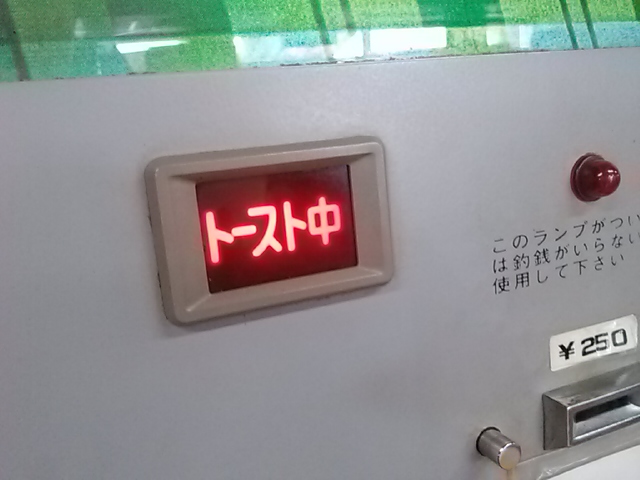 トースト中
このランプがつい
は釣銭がいらない
使用して下さい
¥250